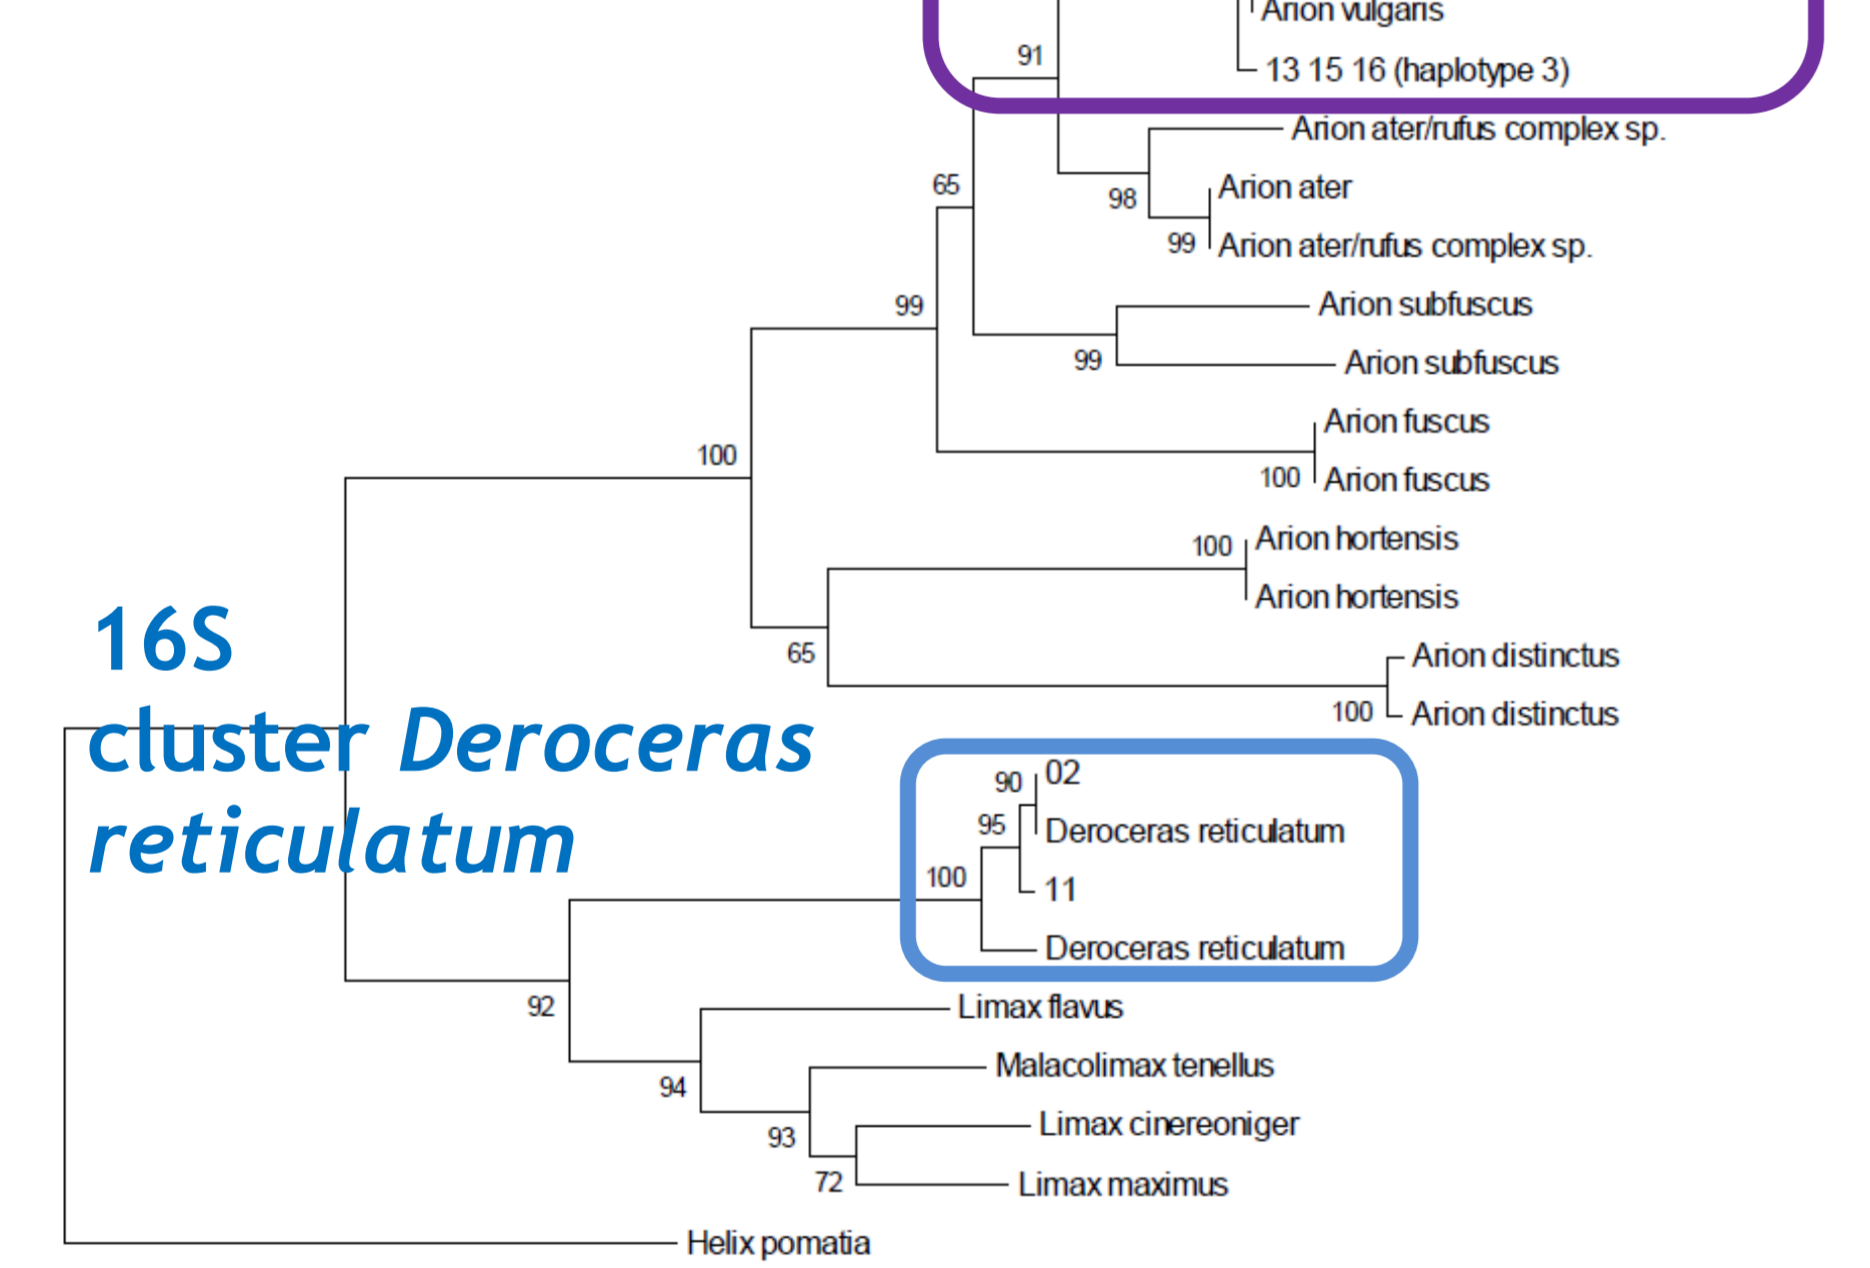 Arion vulgaris
91
13 15 16 (haplotype 3)
Arion ater/rufus complex sp.
65
Arion ater
98
99
Arion ater/rufus complex sp.
99
Arion subfuscus
99
Arion subfuscus
Arion fuscus
100
100
Arion fuscus
100
Arion hortensis
Arion hortensis
16S
65
Arion distinctus
100
Arion distinctus
cluster Deroceras
reticulatum
90
02
95
Deroceras reticulatum
100
11
Deroceras reticulatum
92
Limax flavus
94
Malacolimax tenellus
93
Limax cinereoniger
72
Limax maximus
Helix pomatia